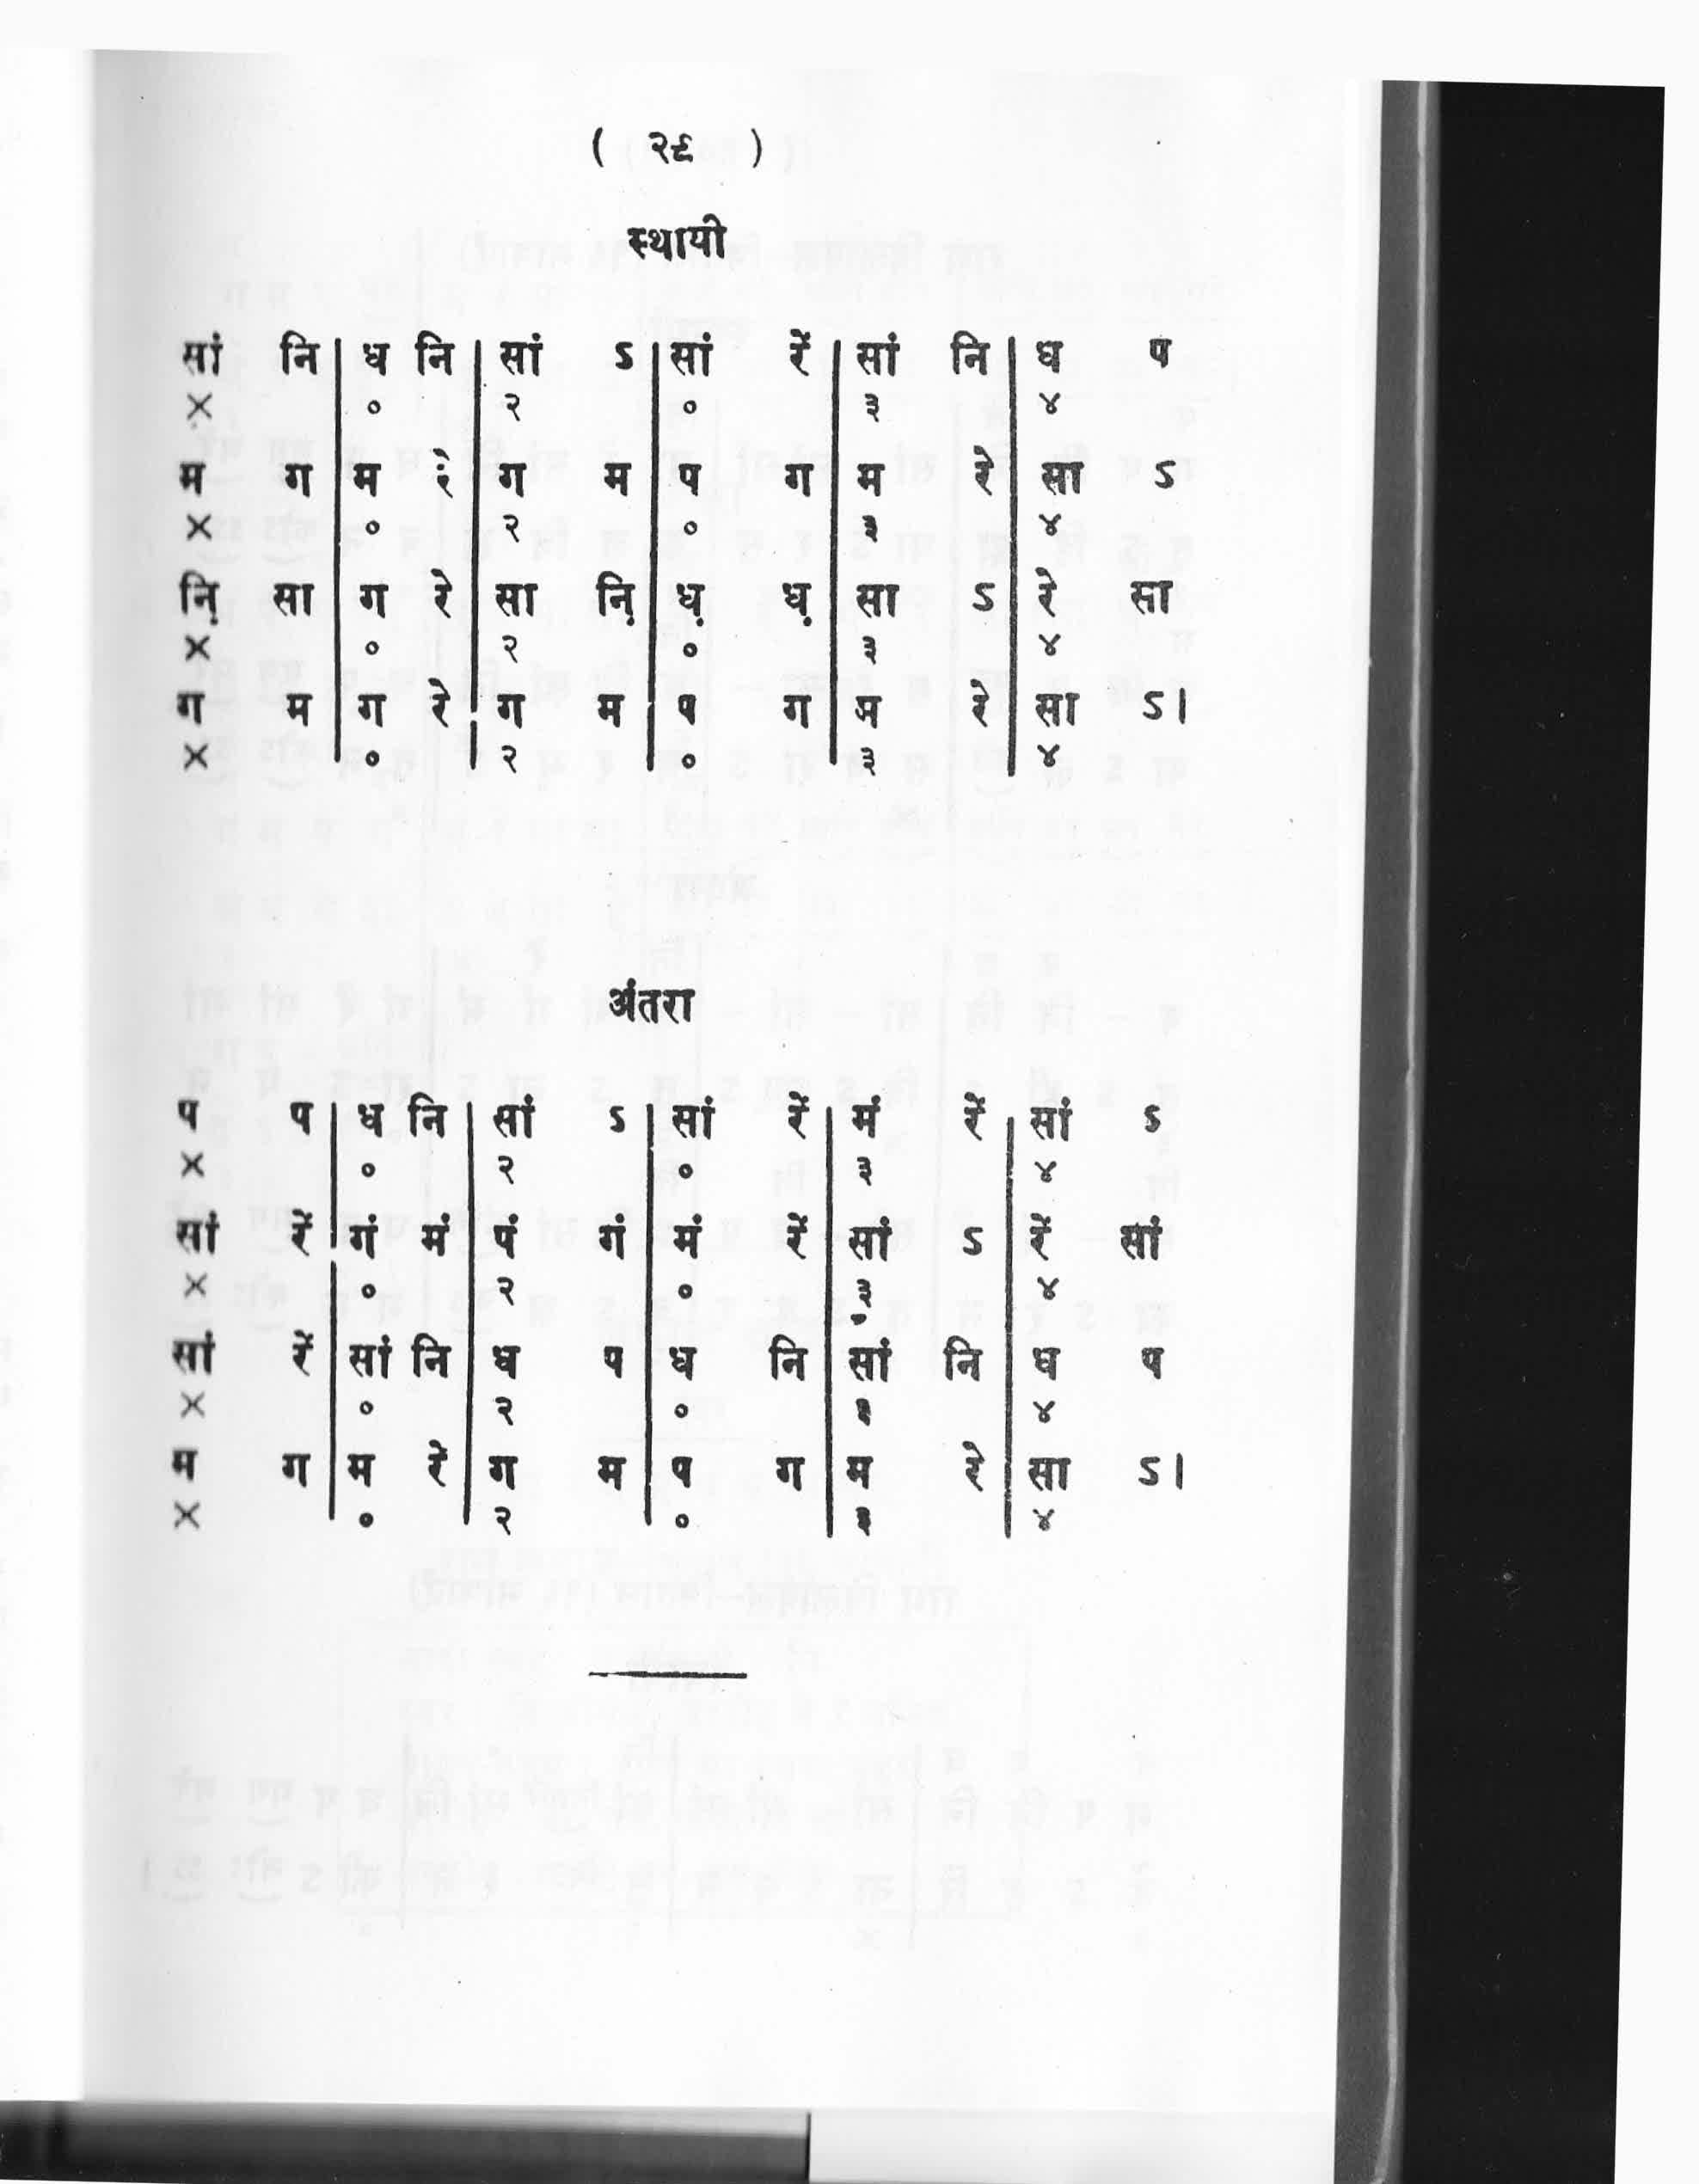 ( २९ )
स्थायी
सां नि | ध नि | सां ऽ | सां रें | सां नि | ध प
× ० २ ० ३ ४
म ग | म रे | ग म | प ग | म रे | सा ऽ
× ० २ ० ३ ४
नि़ सा | ग रे | सा नि़ | ध़ ध़ | सा ऽ | रे सा
× ० २ ० ३ ४
ग म | ग रे | ग म | प ग | म रे | सा ऽ।
× ० २ ० ३ ४
अंतरा
प प | ध नि | सां ऽ | सां रें | मं रें | सां ऽ
× ० २ ० ३ ४
सां रें | गं मं | पं गं | मं रें | सां ऽ | रें सां
× ० २ ० ३ ४
सां रें | सां नि | ध प | ध नि | सां नि | ध प
× ० २ ० ३ ४
म ग | म रे | ग म | प ग | म रे | सा ऽ।
× ० २ ० ३ ४